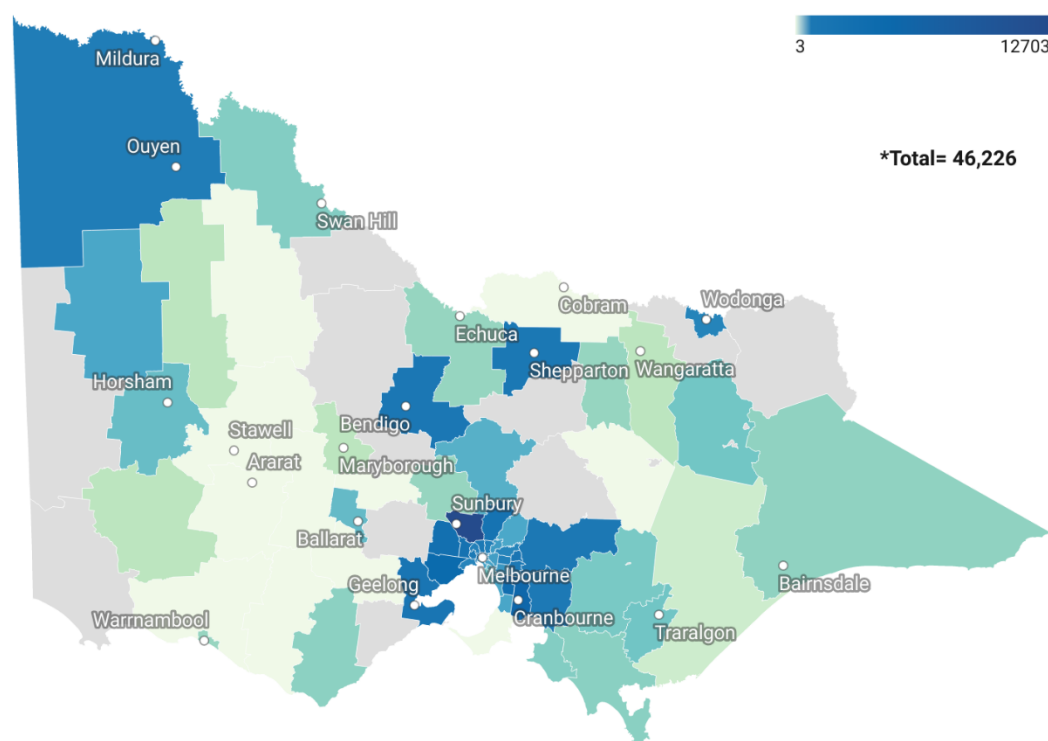 3 12703
Mildura
*Total= 46,226
Ouyen
Swan Hill
Cobram
Wodonga
Echuca
Shepparton
Wangaratta
Horsham
Bendigo
Stawell
Maryborough
Ararat
Sunbury
Ballarat
Melbourne
Geelong
Cranbourne
Bairnsdale
Warrnambool
Traralgon